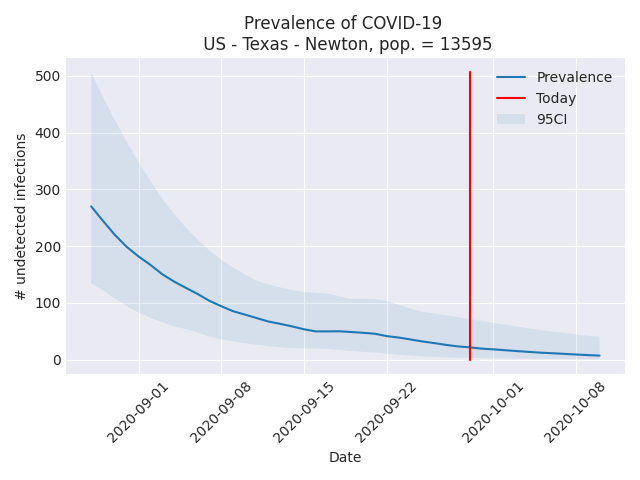 Prevalence of COVID-19
US - Texas - Newton, pop. = 13595
500
400
300
200
100
0
# undetected infections
Prevalence
Today
95CI
2020-09-01
2020-09-08
2020-09-15
2020-09-22
2020-10-01
2020-10-08
Date